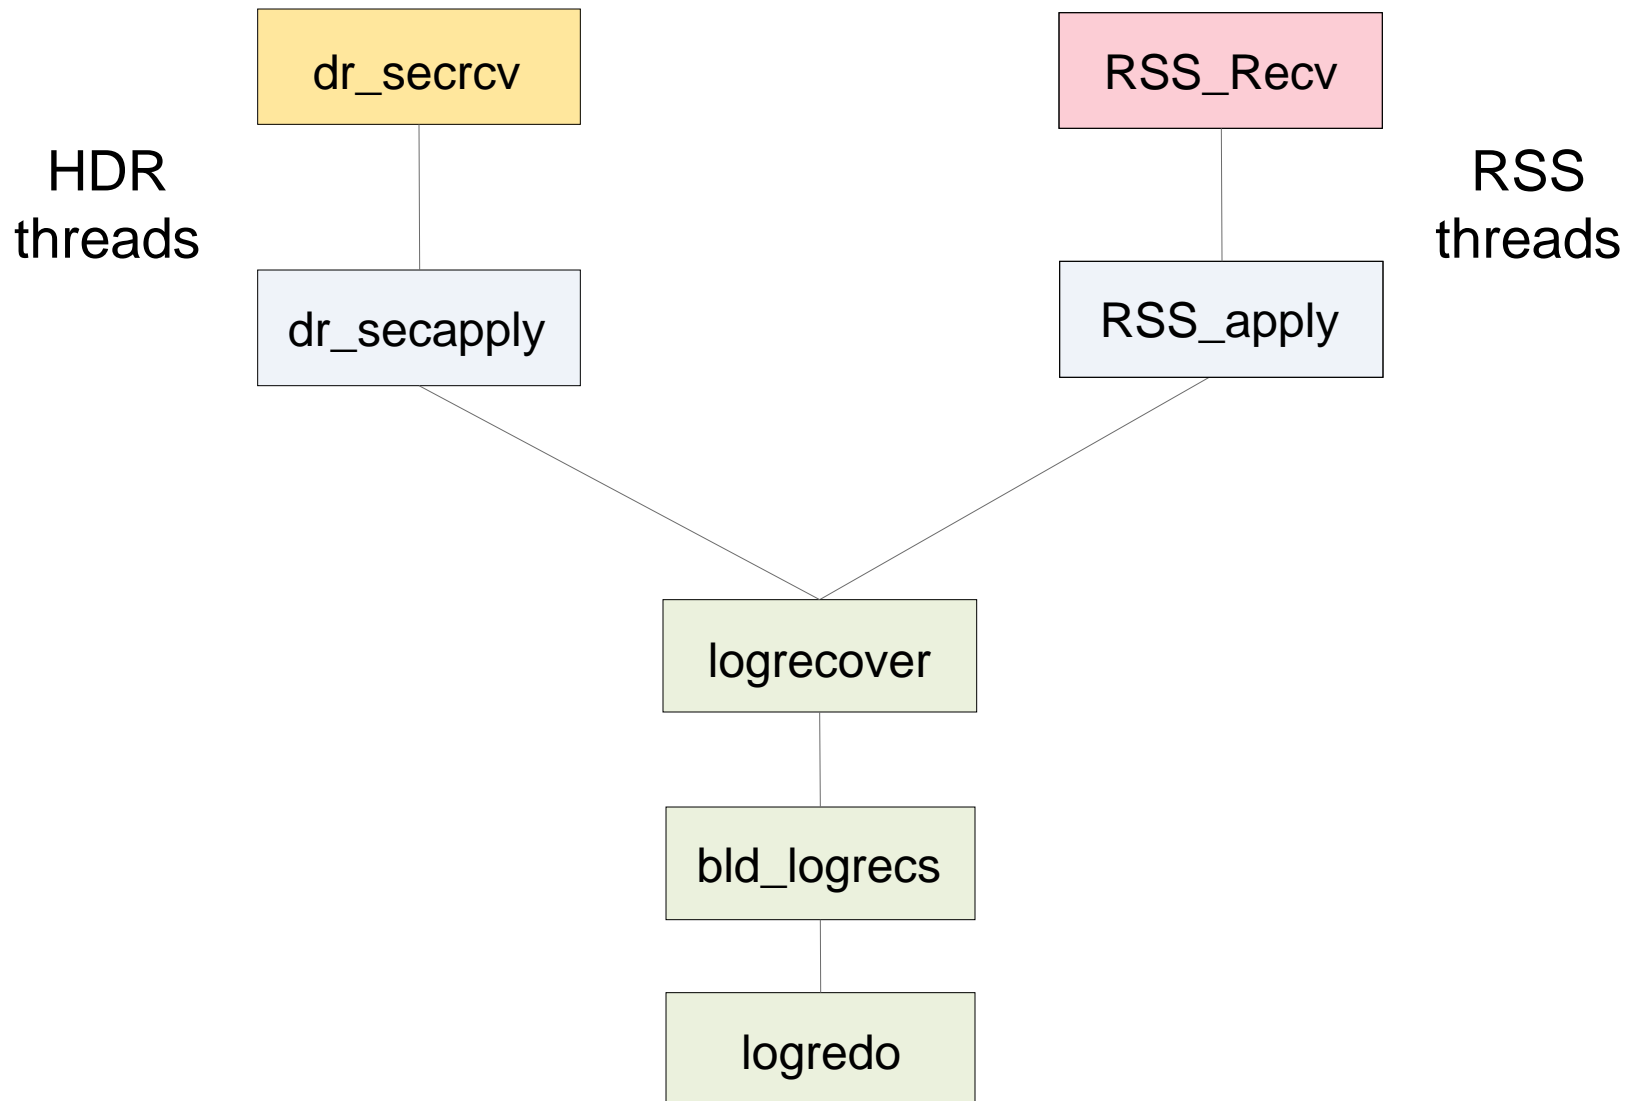 dr_secrcv
RSS_Recv
HDR
threads
RSS
threads
dr_secapply
RSS_apply
logrecover
bld_logrecs
logredo